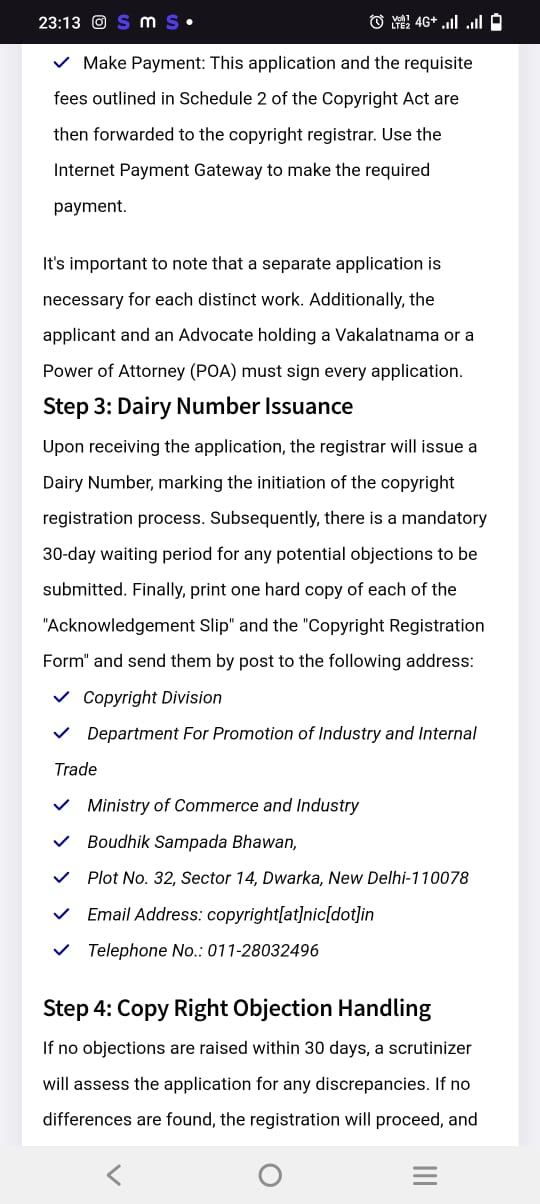 23:13
VoLTE2 4G+
Make Payment: This application and the requisite
fees outlined in Schedule 2 of the Copyright Act are
then forwarded to the copyright registrar. Use the
Internet Payment Gateway to make the required
payment.
It's important to note that a separate application is
necessary for each distinct work. Additionally, the
applicant and an Advocate holding a Vakalatnama or a
Power of Attorney (POA) must sign every application.
Step 3: Dairy Number Issuance
Upon receiving the application, the registrar will issue a
Dairy Number, marking the initiation of the copyright
registration process. Subsequently, there is a mandatory
30-day waiting period for any potential objections to be
submitted. Finally, print one hard copy of each of the
"Acknowledgement Slip" and the "Copyright Registration
Form" and send them by post to the following address:
Copyright Division
Department For Promotion of Industry and Internal
Trade
Ministry of Commerce and Industry
Boudhik Sampada Bhawan,
Plot No. 32, Sector 14, Dwarka, New Delhi-110078
Email Address: copyright[at]nic[dot]in
Telephone No.: 011-28032496
Step 4: Copy Right Objection Handling
If no objections are raised within 30 days, a scrutinizer
will assess the application for any discrepancies. If no
differences are found, the registration will proceed, and